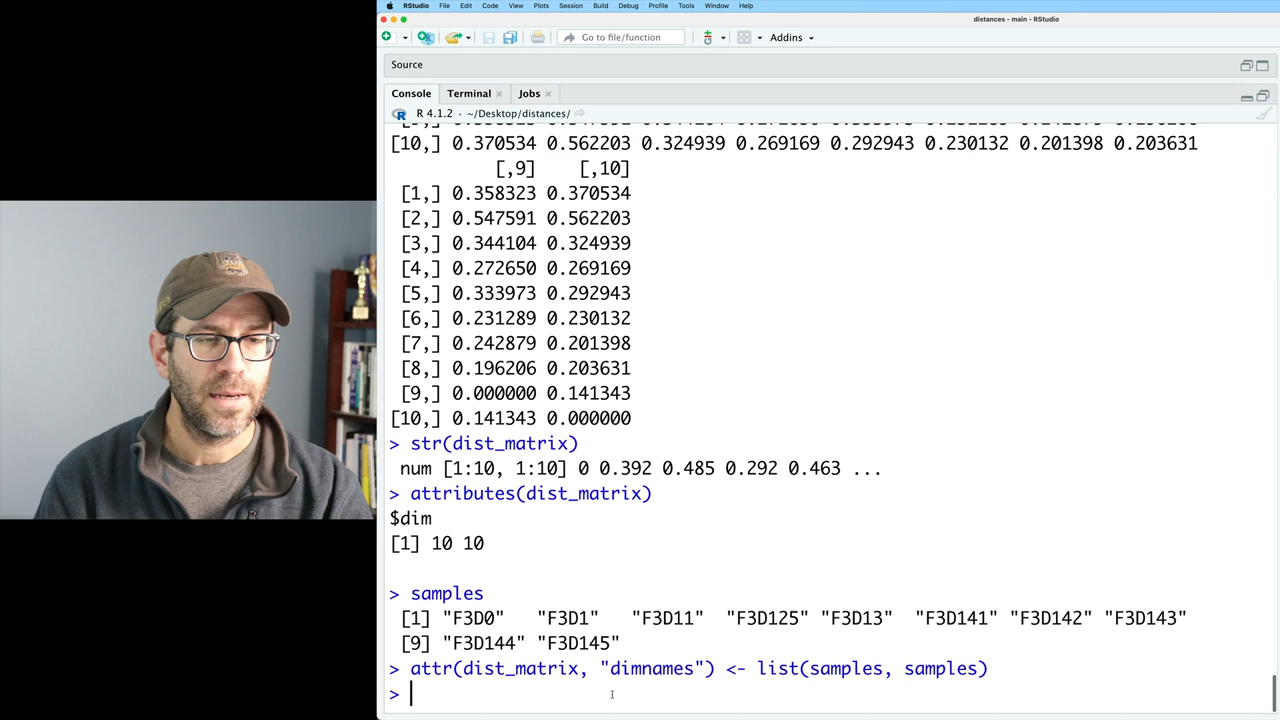 RStudio File Edit Code View Plots Session Build Debug Profile Tools Window Help
distances - main - RStudio
Go to file/function Addins
Source
Console Terminal Jobs
R 4.1.2 · ~/Desktop/distances/
[10,] 0.370534 0.562203 0.324939 0.269169 0.292943 0.230132 0.201398 0.203631
[,9] [,10]
[1,] 0.358323 0.370534
[2,] 0.547591 0.562203
[3,] 0.344104 0.324939
[4,] 0.272650 0.269169
[5,] 0.333973 0.292943
[6,] 0.231289 0.230132
[7,] 0.242879 0.201398
[8,] 0.196206 0.203631
[9,] 0.000000 0.141343
[10,] 0.141343 0.000000
> str(dist_matrix)
num [1:10, 1:10] 0 0.392 0.485 0.292 0.463 ...
> attributes(dist_matrix)
$dim
[1] 10 10
> samples
[1] "F3D0" "F3D1" "F3D11" "F3D125" "F3D13" "F3D141" "F3D142" "F3D143"
[9] "F3D144" "F3D145"
> attr(dist_matrix, "dimnames") <- list(samples, samples)
>